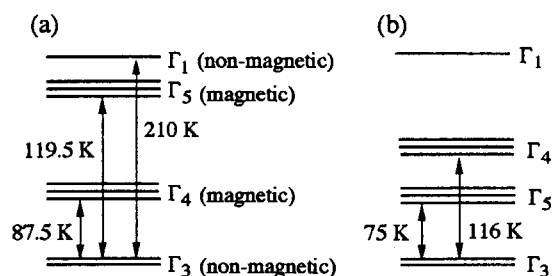 (a)
Γ1 (non-magnetic)
Γ5 (magnetic)
210 K
119.5 K
Γ4 (magnetic)
87.5 K
Γ3 (non-magnetic)
(b)
Γ1
Γ4
Γ5
75 K
116 K
Γ3